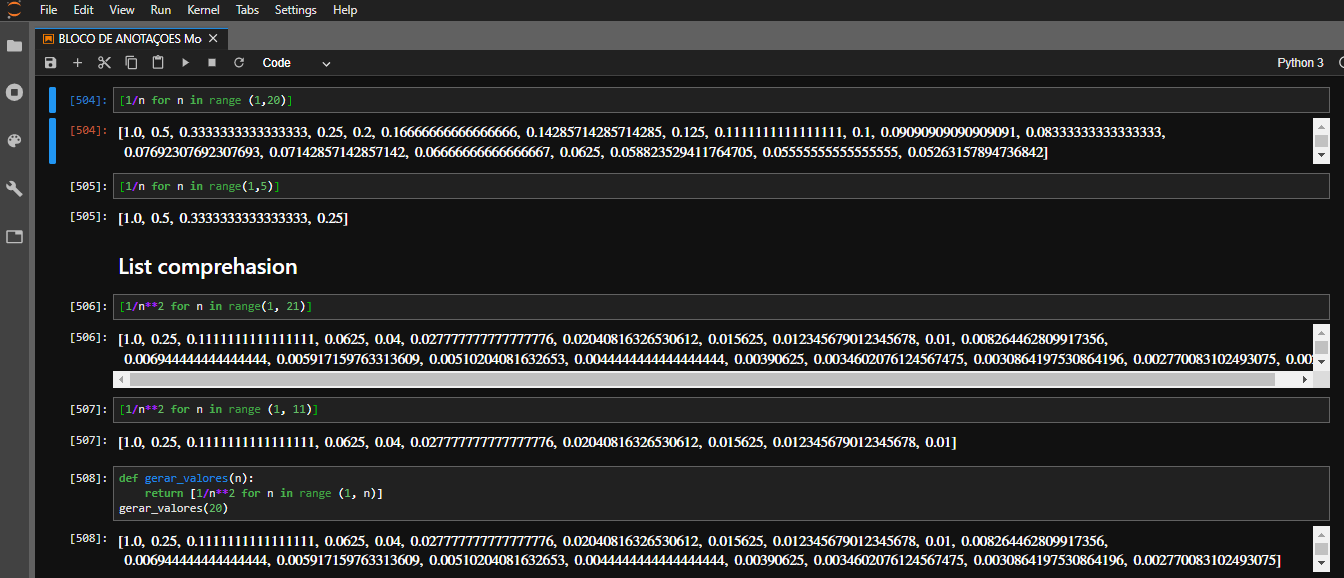 File Edit View Run Kernel Tabs Settings Help
BLOCO DE ANOTAÇOES Mo
Code
Python 3
[504]: [1/n for n in range (1,20)]
[504]: [1.0, 0.5, 0.3333333333333333, 0.25, 0.2, 0.16666666666666666, 0.14285714285714285, 0.125, 0.1111111111111111, 0.1, 0.09090909090909091, 0.08333333333333333,
0.07692307692307693, 0.07142857142857142, 0.06666666666666667, 0.0625, 0.058823529411764705, 0.05555555555555555, 0.05263157894736842]
[505]: [1/n for n in range(1,5)]
[505]: [1.0, 0.5, 0.3333333333333333, 0.25]
List comprehasion
[506]: [1/n**2 for n in range(1, 21)]
[506]: [1.0, 0.25, 0.1111111111111111, 0.0625, 0.04, 0.027777777777777776, 0.02040816326530612, 0.015625, 0.012345679012345678, 0.01, 0.008264462809917356,
0.006944444444444444, 0.005917159763313609, 0.00510204081632653, 0.0044444444444444444, 0.00390625, 0.0034602076124567475, 0.0030864197530864196, 0.002770083102493075, 0.00
[507]: [1/n**2 for n in range (1, 11)]
[507]: [1.0, 0.25, 0.1111111111111111, 0.0625, 0.04, 0.027777777777777776, 0.02040816326530612, 0.015625, 0.012345679012345678, 0.01]
[508]: def gerar_valores(n):
return [1/n**2 for n in range (1, n)]
gerar_valores(20)
[508]: [1.0, 0.25, 0.1111111111111111, 0.0625, 0.04, 0.027777777777777776, 0.02040816326530612, 0.015625, 0.012345679012345678, 0.01, 0.008264462809917356,
0.006944444444444444, 0.005917159763313609, 0.00510204081632653, 0.0044444444444444444, 0.00390625, 0.0034602076124567475, 0.0030864197530864196, 0.002770083102493075]